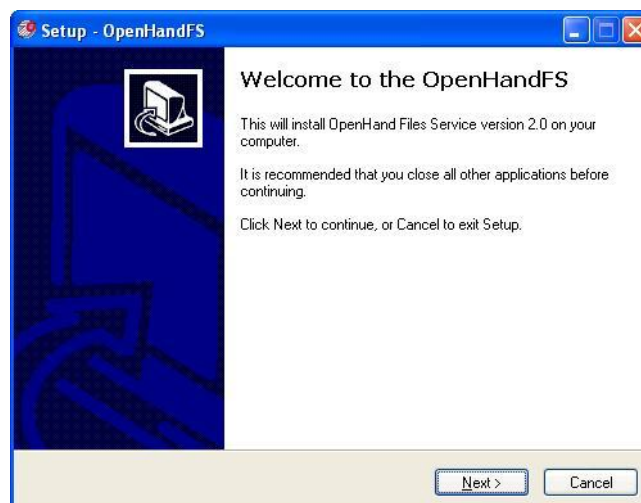 Setup - OpenHandFS
Welcome to the OpenHandFS
This will install OpenHand Files Service version 2.0 on your
computer.
It is recommended that you close all other applications before
continuing.
Click Next to continue, or Cancel to exit Setup.
Next >
Cancel